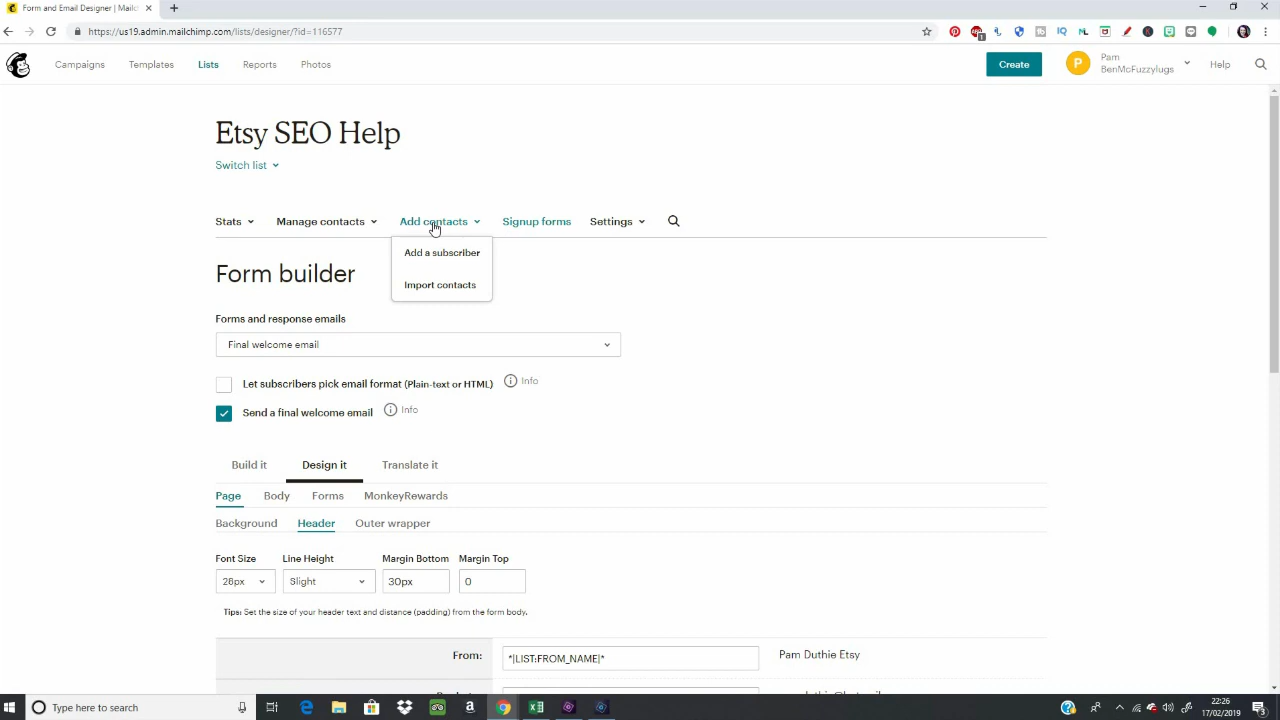 Form and Email Designer | Mailc
https://us19.admin.mailchimp.com/lists/designer/?id=116577
Campaigns Templates Lists Reports Photos Create P Pam Help
BenMcFuzzylugs
Etsy SEO Help
Switch list
Stats Manage contacts Add contacts Signup forms Settings
Add a subscriber
Form builder
Import contacts
Forms and response emails
Final welcome email
Let subscribers pick email format (Plain-text or HTML) Info
Send a final welcome email Info
Build it Design it Translate it
Page Body Forms MonkeyRewards
Background Header Outer wrapper
Font Size Line Height Margin Bottom Margin Top
28px Slight 30px 0
Tips: Set the size of your header text and distance (padding) from the form body.
From: *|LIST:FROM_NAME|* Pam Duthie Etsy
Type here to search
22:26
17/02/2019